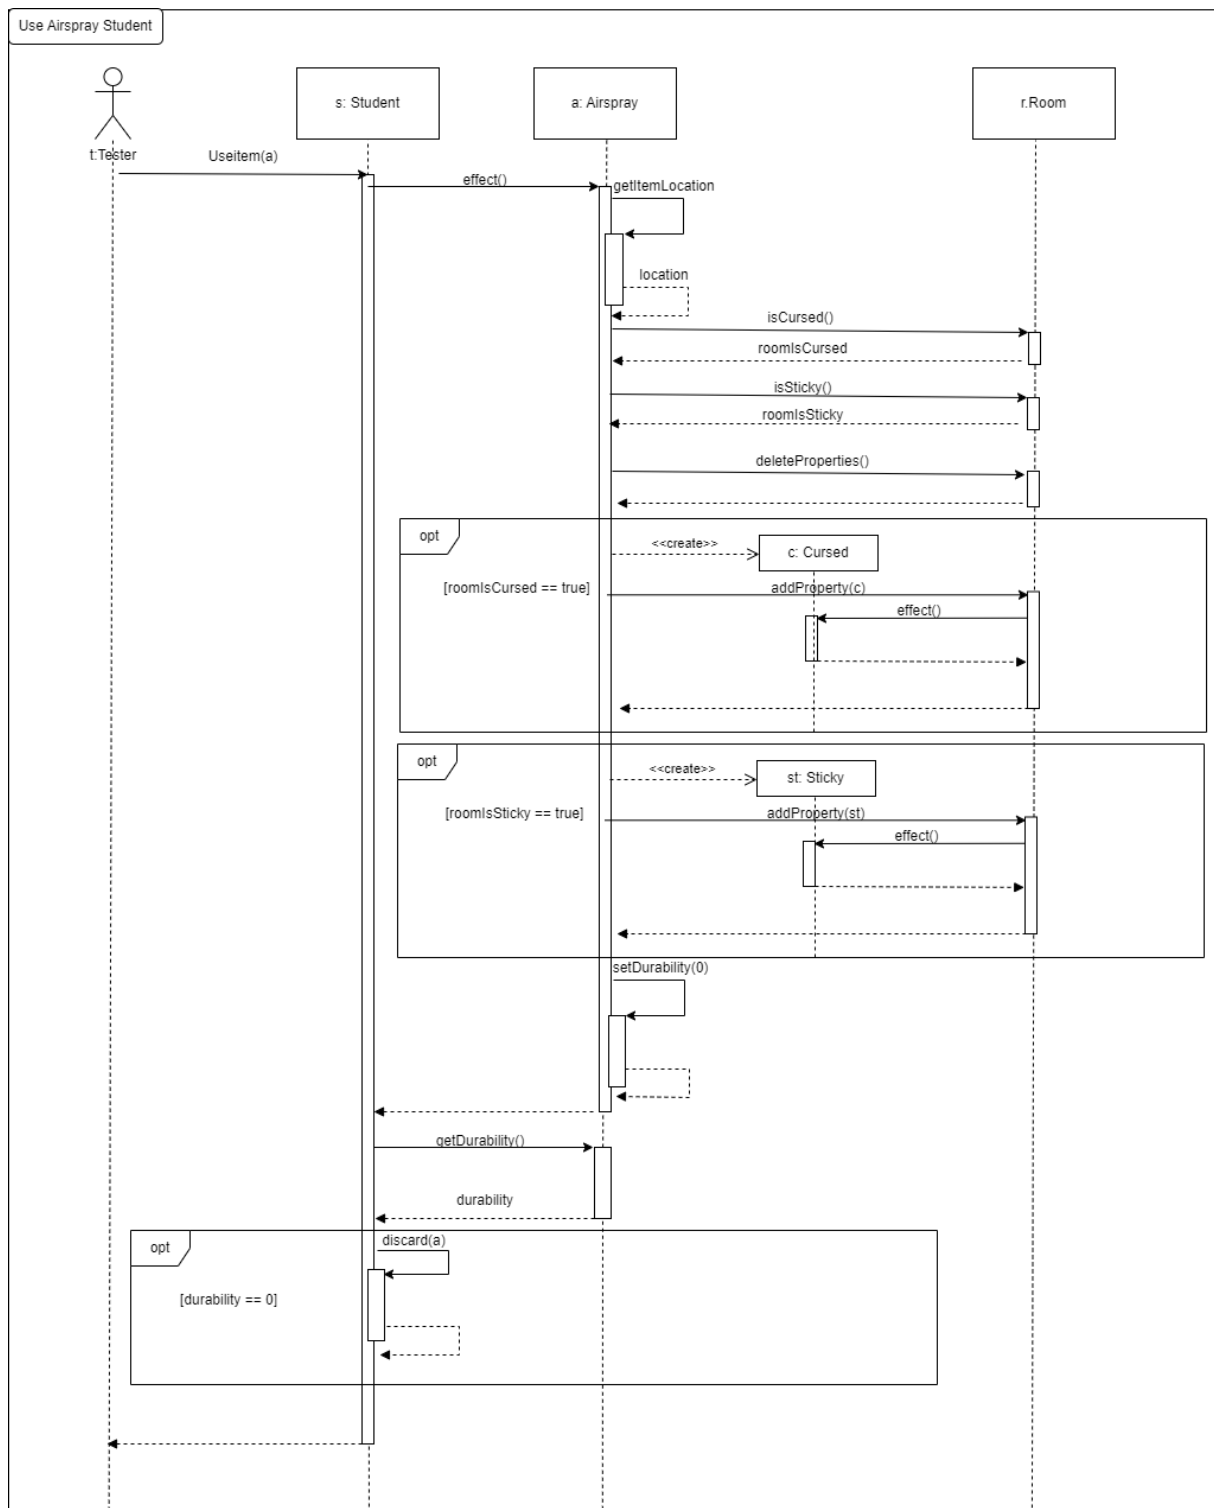 Use Airspray Student
s: Student
a: Airspray
r.Room
t:Tester
Useitem(a)
effect()
getItemLocation
location
isCursed()
roomIsCursed
isSticky()
roomIsSticky
deleteProperties()
opt
<<create>>
c: Cursed
[roomIsCursed == true]
addProperty(c)
effect()
opt
<<create>>
st: Sticky
[roomIsSticky == true]
addProperty(st)
effect()
setDurability(0)
getDurability()
durability
opt
discard(a)
[durability == 0]